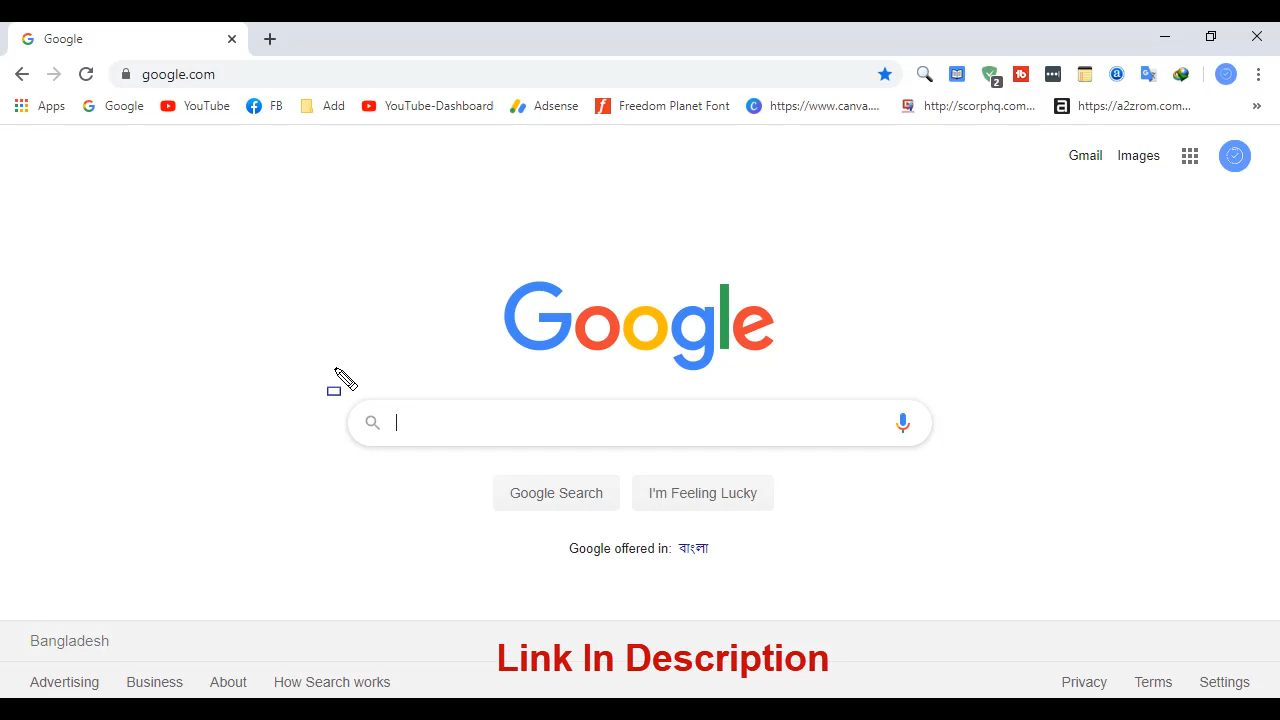 Google
google.com
2
Apps Google YouTube FB Add YouTube-Dashboard Adsense Freedom Planet Font https://www.canva.... http://scorphq.com... https://a2zrom.com... »
Gmail Images
Google
Google Search I'm Feeling Lucky
Google offered in: বাংলা
Bangladesh
Link In Description
Advertising Business About How Search works Privacy Terms Settings